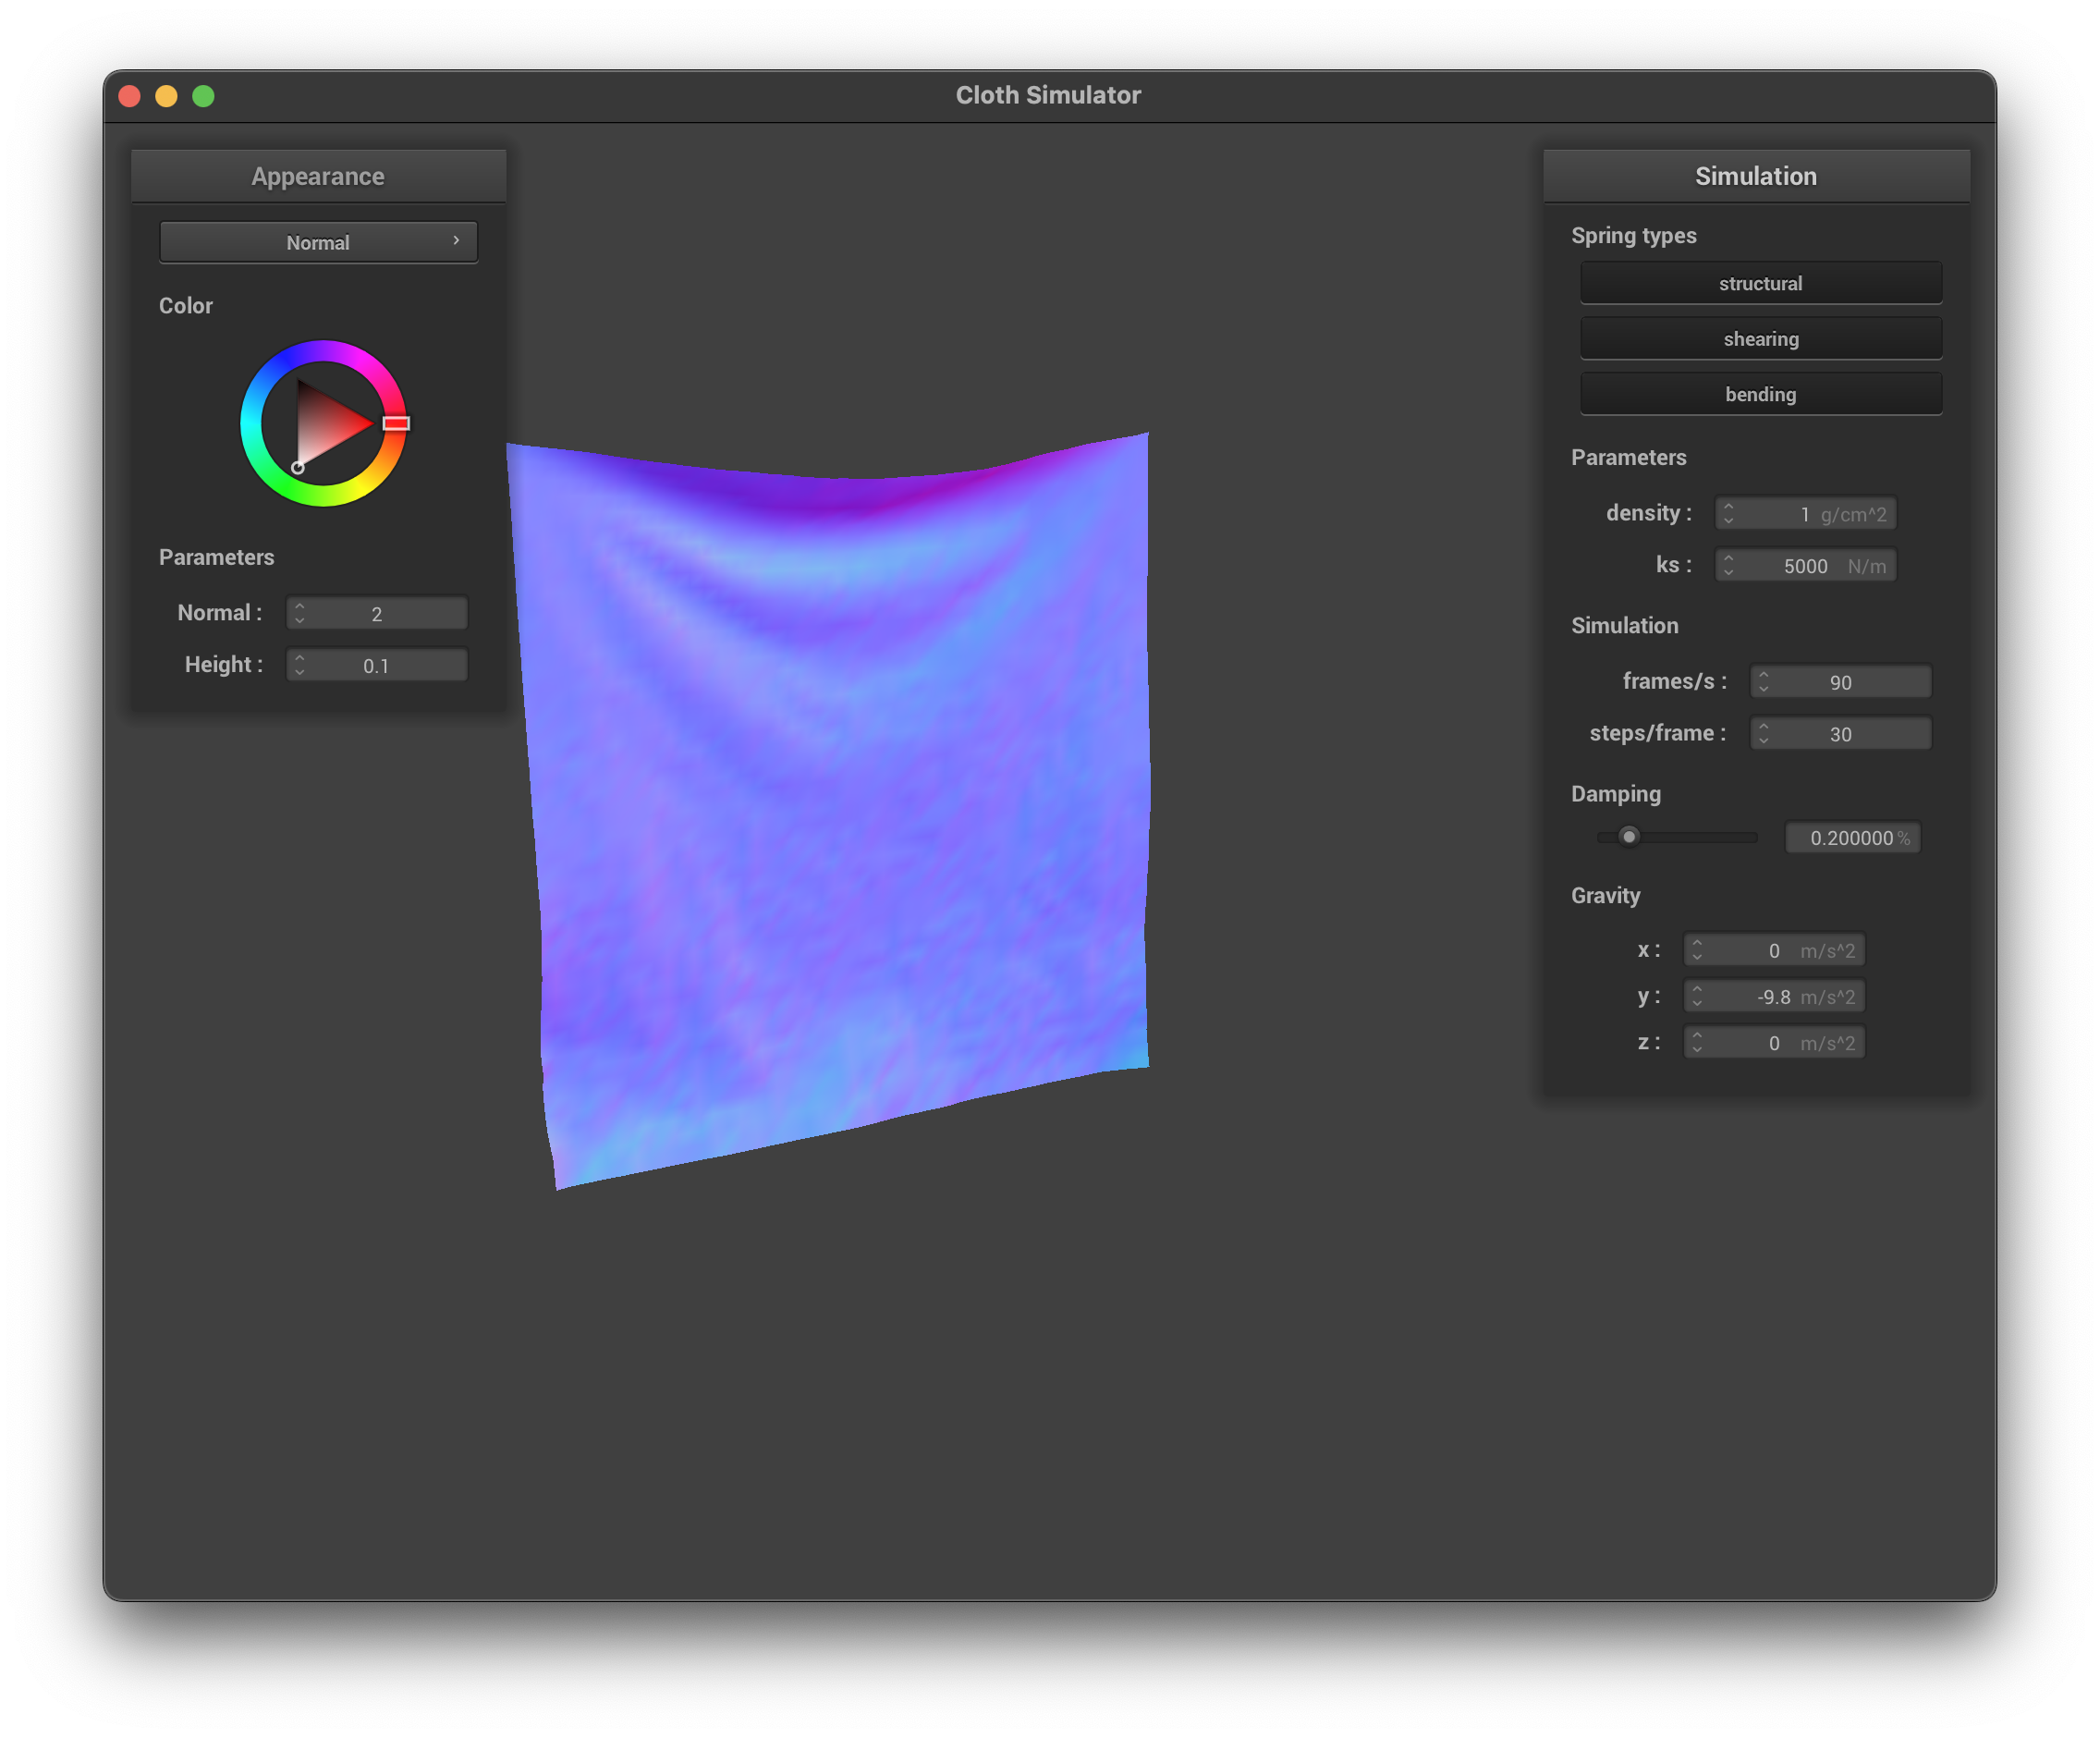 Cloth Simulator
Appearance
Normal
Color
Parameters
Normal : 2
Height : 0.1
Simulation
Spring types
structural
shearing
bending
Parameters
density : 1 g/cm^2
ks : 5000 N/m
Simulation
frames/s : 90
steps/frame : 30
Damping
0.200000 %
Gravity
x : 0 m/s^2
y : -9.8 m/s^2
z : 0 m/s^2